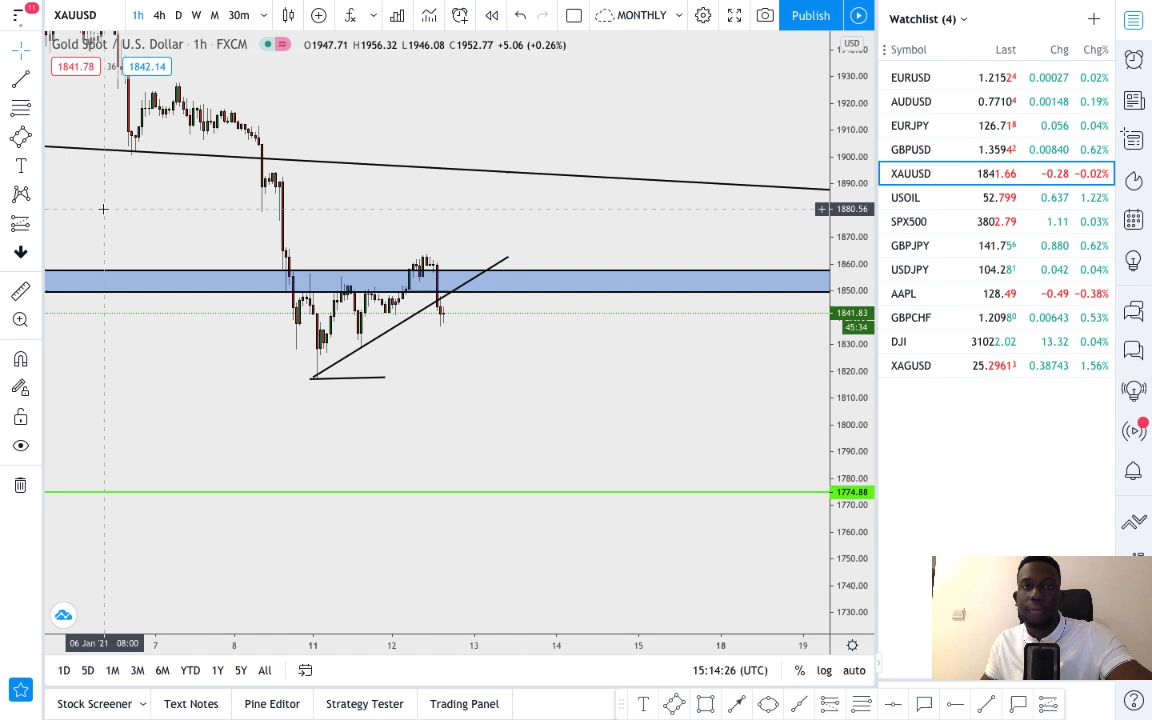 11
XAUUSD 1h 4h D W M 30m MONTHLY Publish
Gold Spot / U.S. Dollar · 1h · FXCM O1947.71 H1956.32 L1946.08 C1952.77 +5.06 (+0.26%)
1841.78 36 1842.14
USD
1930.00
1920.00
1910.00
1900.00
1890.00
1880.56
1870.00
1860.00
1850.00
1841.83
45:34
1830.00
1820.00
1810.00
1800.00
1790.00
1780.00
1774.88
1770.00
1760.00
1750.00
1740.00
1730.00
06 Jan '21 08:00 7 8 11 12 13 14 15 18 19
1D 5D 1M 3M 6M YTD 1Y 5Y All 15:14:26 (UTC) % log auto
Stock Screener Text Notes Pine Editor Strategy Tester Trading Panel
Watchlist (4)
Symbol Last Chg Chg%
EURUSD 1.21524 0.00027 0.02%
AUDUSD 0.77104 0.00148 0.19%
EURJPY 126.718 0.056 0.04%
GBPUSD 1.35942 0.00840 0.62%
XAUUSD 1841.66 −0.28 −0.02%
USOIL 52.799 0.637 1.22%
SPX500 3802.79 1.11 0.03%
GBPJPY 141.756 0.880 0.62%
USDJPY 104.281 0.042 0.04%
AAPL 128.49 −0.49 −0.38%
GBPCHF 1.20980 0.00643 0.53%
DJI 31022.02 13.32 0.04%
XAGUSD 25.29613 0.38743 1.56%